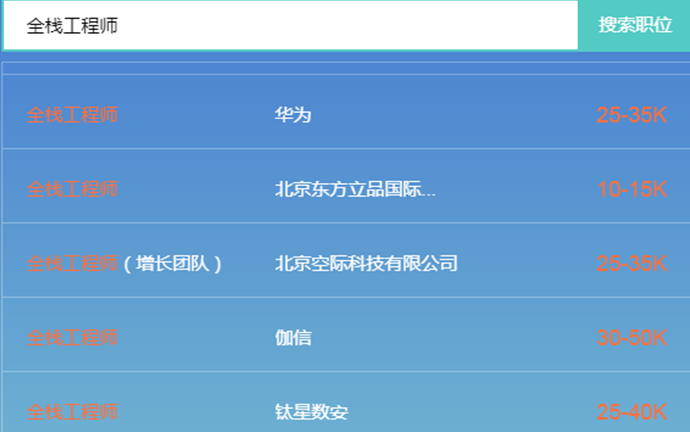 全栈工程师 搜索职位
全栈工程师 华为 25-35K
全栈工程师 北京东方立品国际... 10-15K
全栈工程师（增长团队） 北京空际科技有限公司 25-35K
全栈工程师 伽信 30-50K
全栈工程师 钛星数安 25-40K